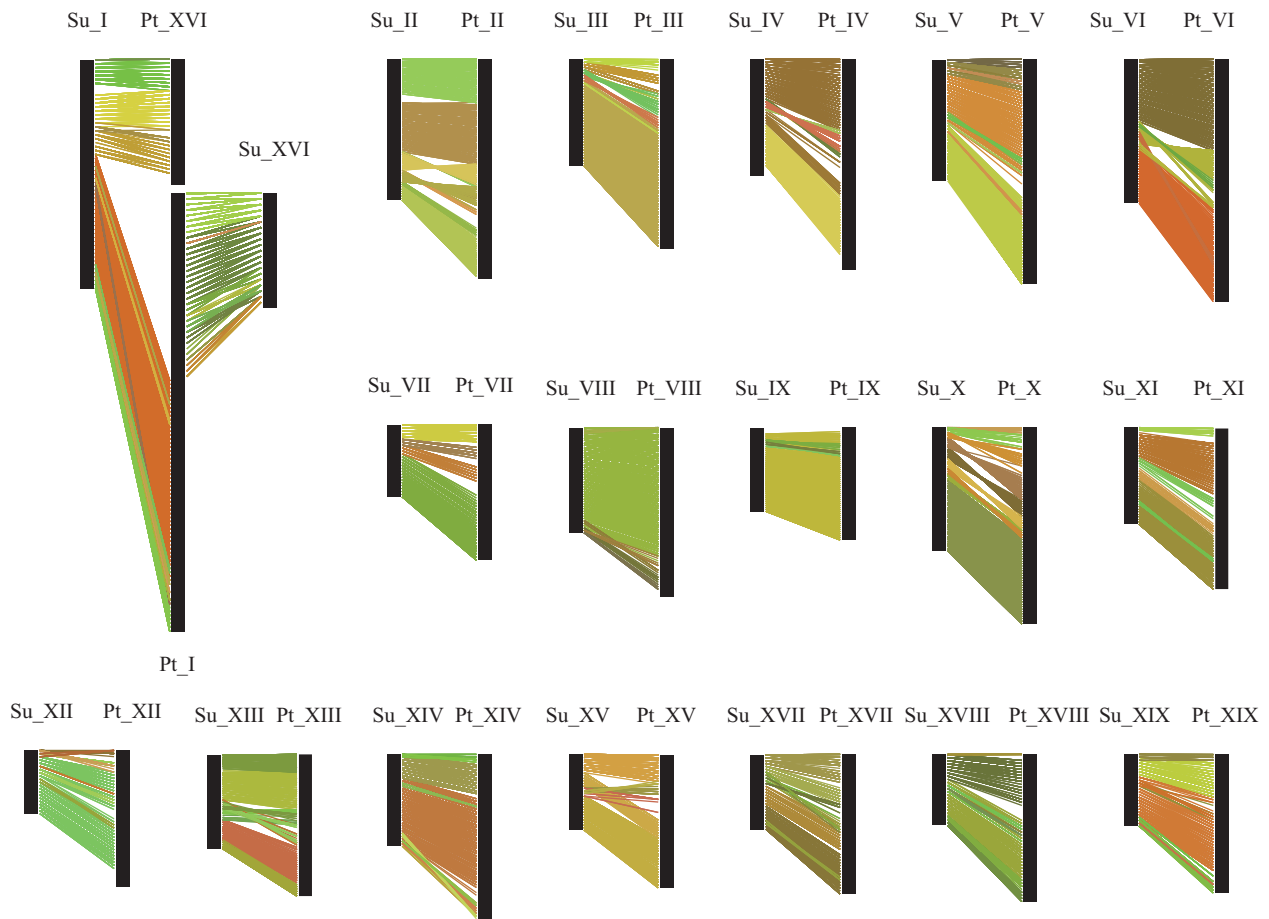 Su_I Pt_XVI Su_II Pt_II Su_III Pt_III Su_IV Pt_IV Su_V Pt_V Su_VI Pt_VI
Su_XVI
Su_VII Pt_VII Su_VIII Pt_VIII Su_IX Pt_IX Su_X Pt_X Su_XI Pt_XI
Pt_I
Su_XII Pt_XII Su_XIII Pt_XIII Su_XIV Pt_XIV Su_XV Pt_XV Su_XVII Pt_XVII Su_XVIII Pt_XVIII Su_XIX Pt_XIX